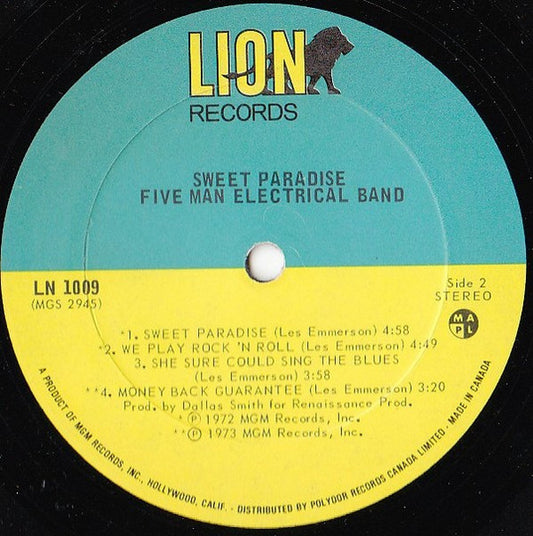 LION
RECORDS
SWEET PARADISE
FIVE MAN ELECTRICAL BAND
LN 1009
(MGS 2945)
Side 2
STEREO
MAPL
*1. SWEET PARADISE (Les Emmerson) 4:58
*2. WE PLAY ROCK 'N ROLL (Les Emmerson) 4:49
3. SHE SURE COULD SING THE BLUES
(Les Emmerson) 3:58
**4. MONEY BACK GUARANTEE (Les Emmerson) 3:20
Prod. by Dallas Smith for Renaissance Prod.
*Ⓟ 1972 MGM Records, Inc.
**Ⓟ 1973 MGM Records, Inc.
A PRODUCT OF MGM RECORDS, INC., HOLLYWOOD, CALIF. - DISTRIBUTED BY POLYDOR RECORDS CANADA LIMITED - MADE IN CANADA